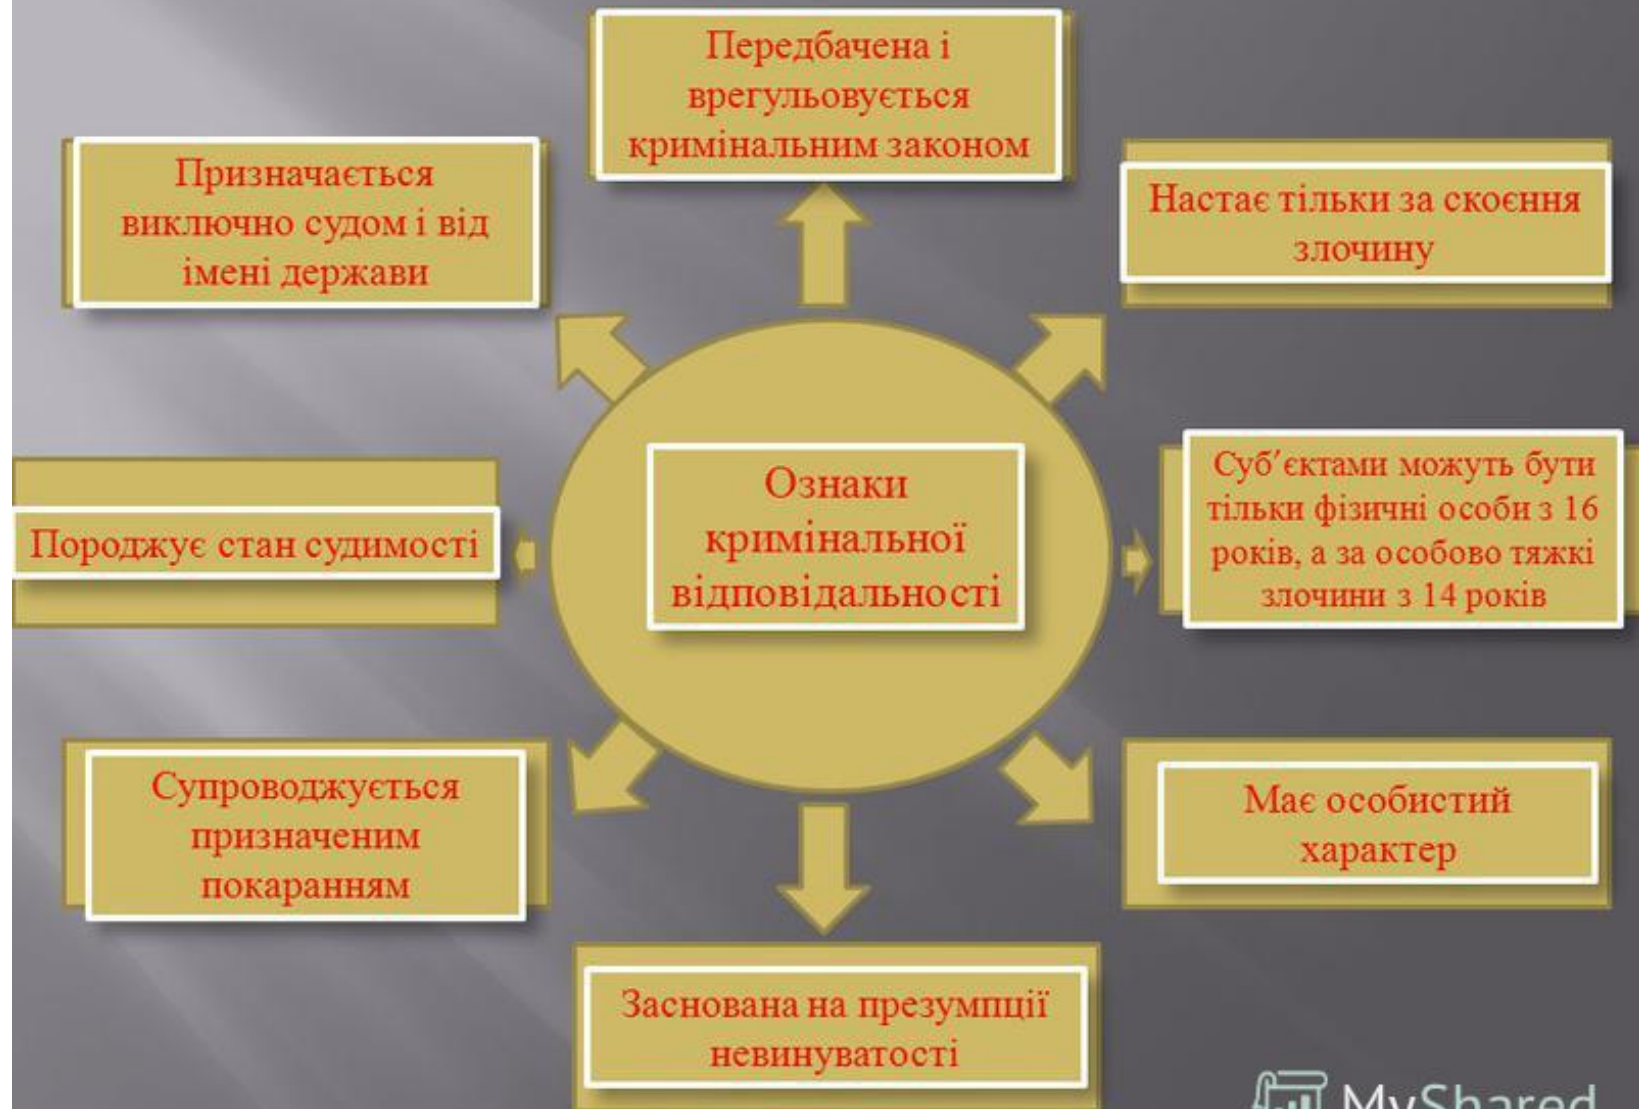 Передбачена і
врегульовується
кримінальним законом
Призначається
виключно судом і від
імені держави
Настає тільки за скоєння
злочину
Ознаки
кримінальної
відповідальності
Породжує стан судимості
Суб′єктами можуть бути
тільки фізичні особи з 16
років, а за особово тяжкі
злочини з 14 років
Супроводжується
призначеним
покаранням
Має особистий
характер
Заснована на презумпції
невинуватості
MyShared